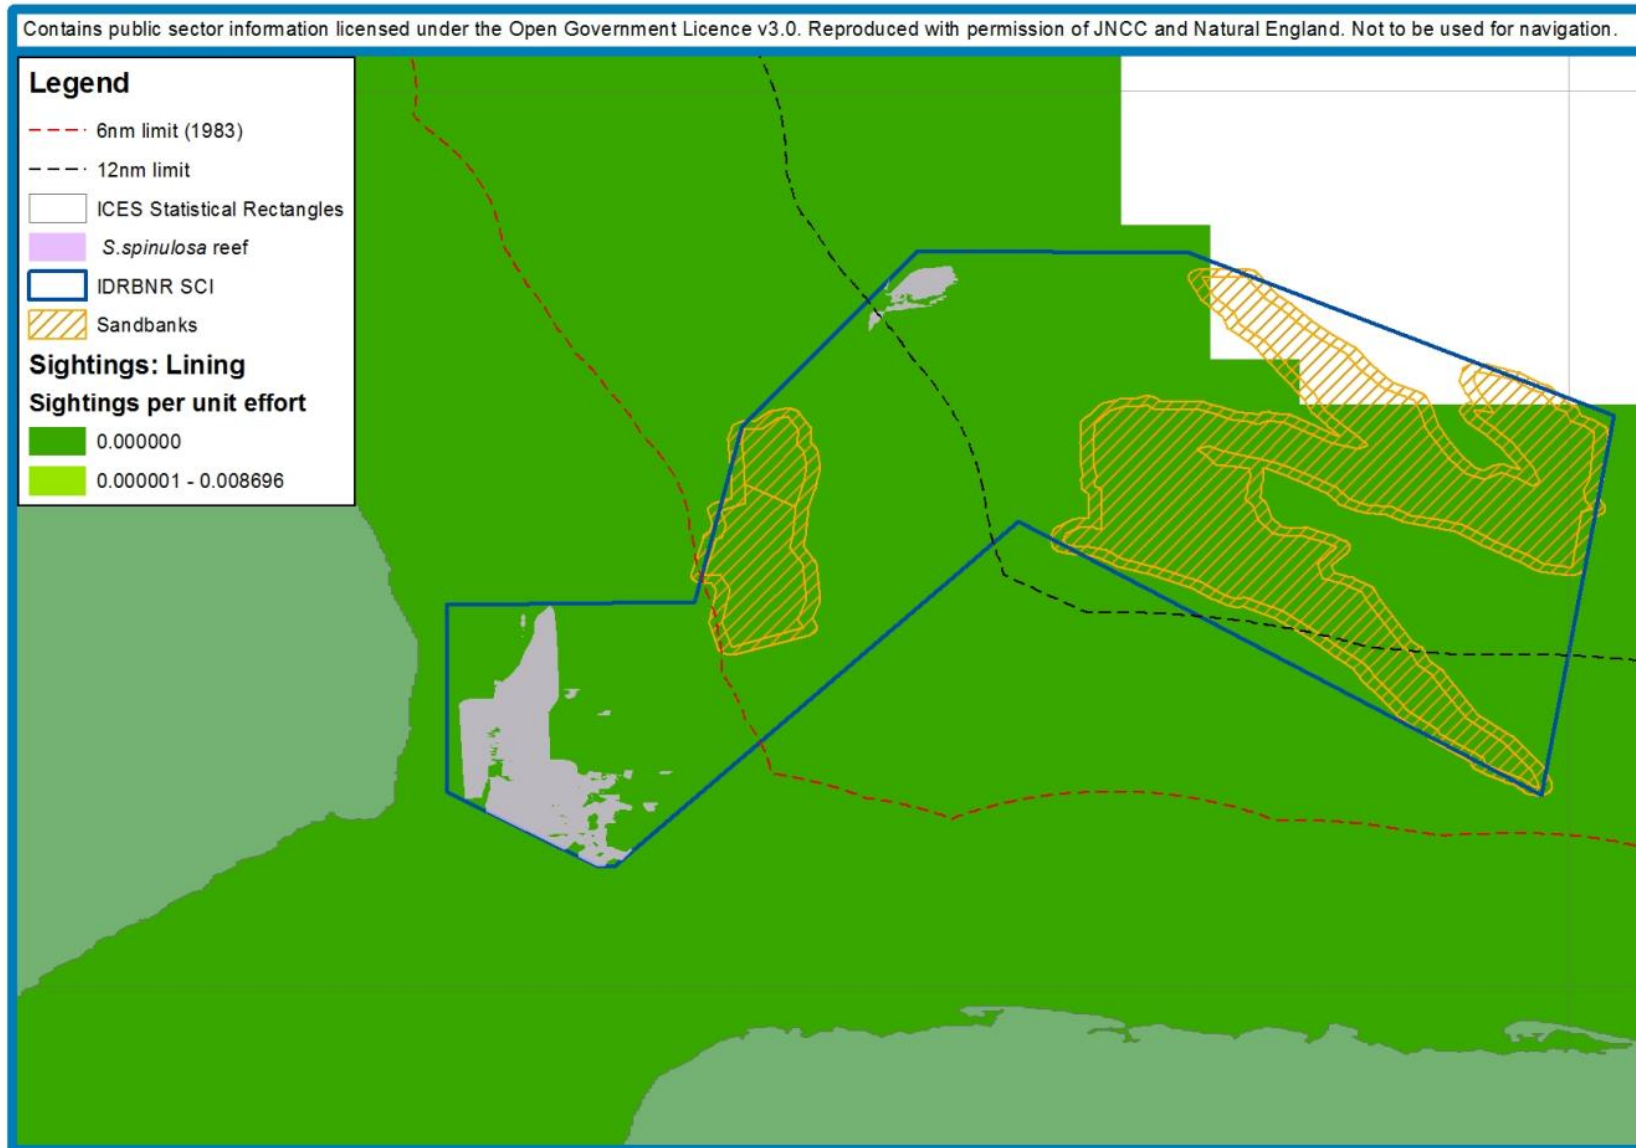 Contains public sector information licensed under the Open Government Licence v3.0. Reproduced with permission of JNCC and Natural England. Not to be used for navigation.
Legend
6nm limit (1983)
12nm limit
ICES Statistical Rectangles
S.spinulosa reef
IDRBNR SCI
Sandbanks
Sightings: Lining
Sightings per unit effort
0.000000
0.000001 - 0.008696